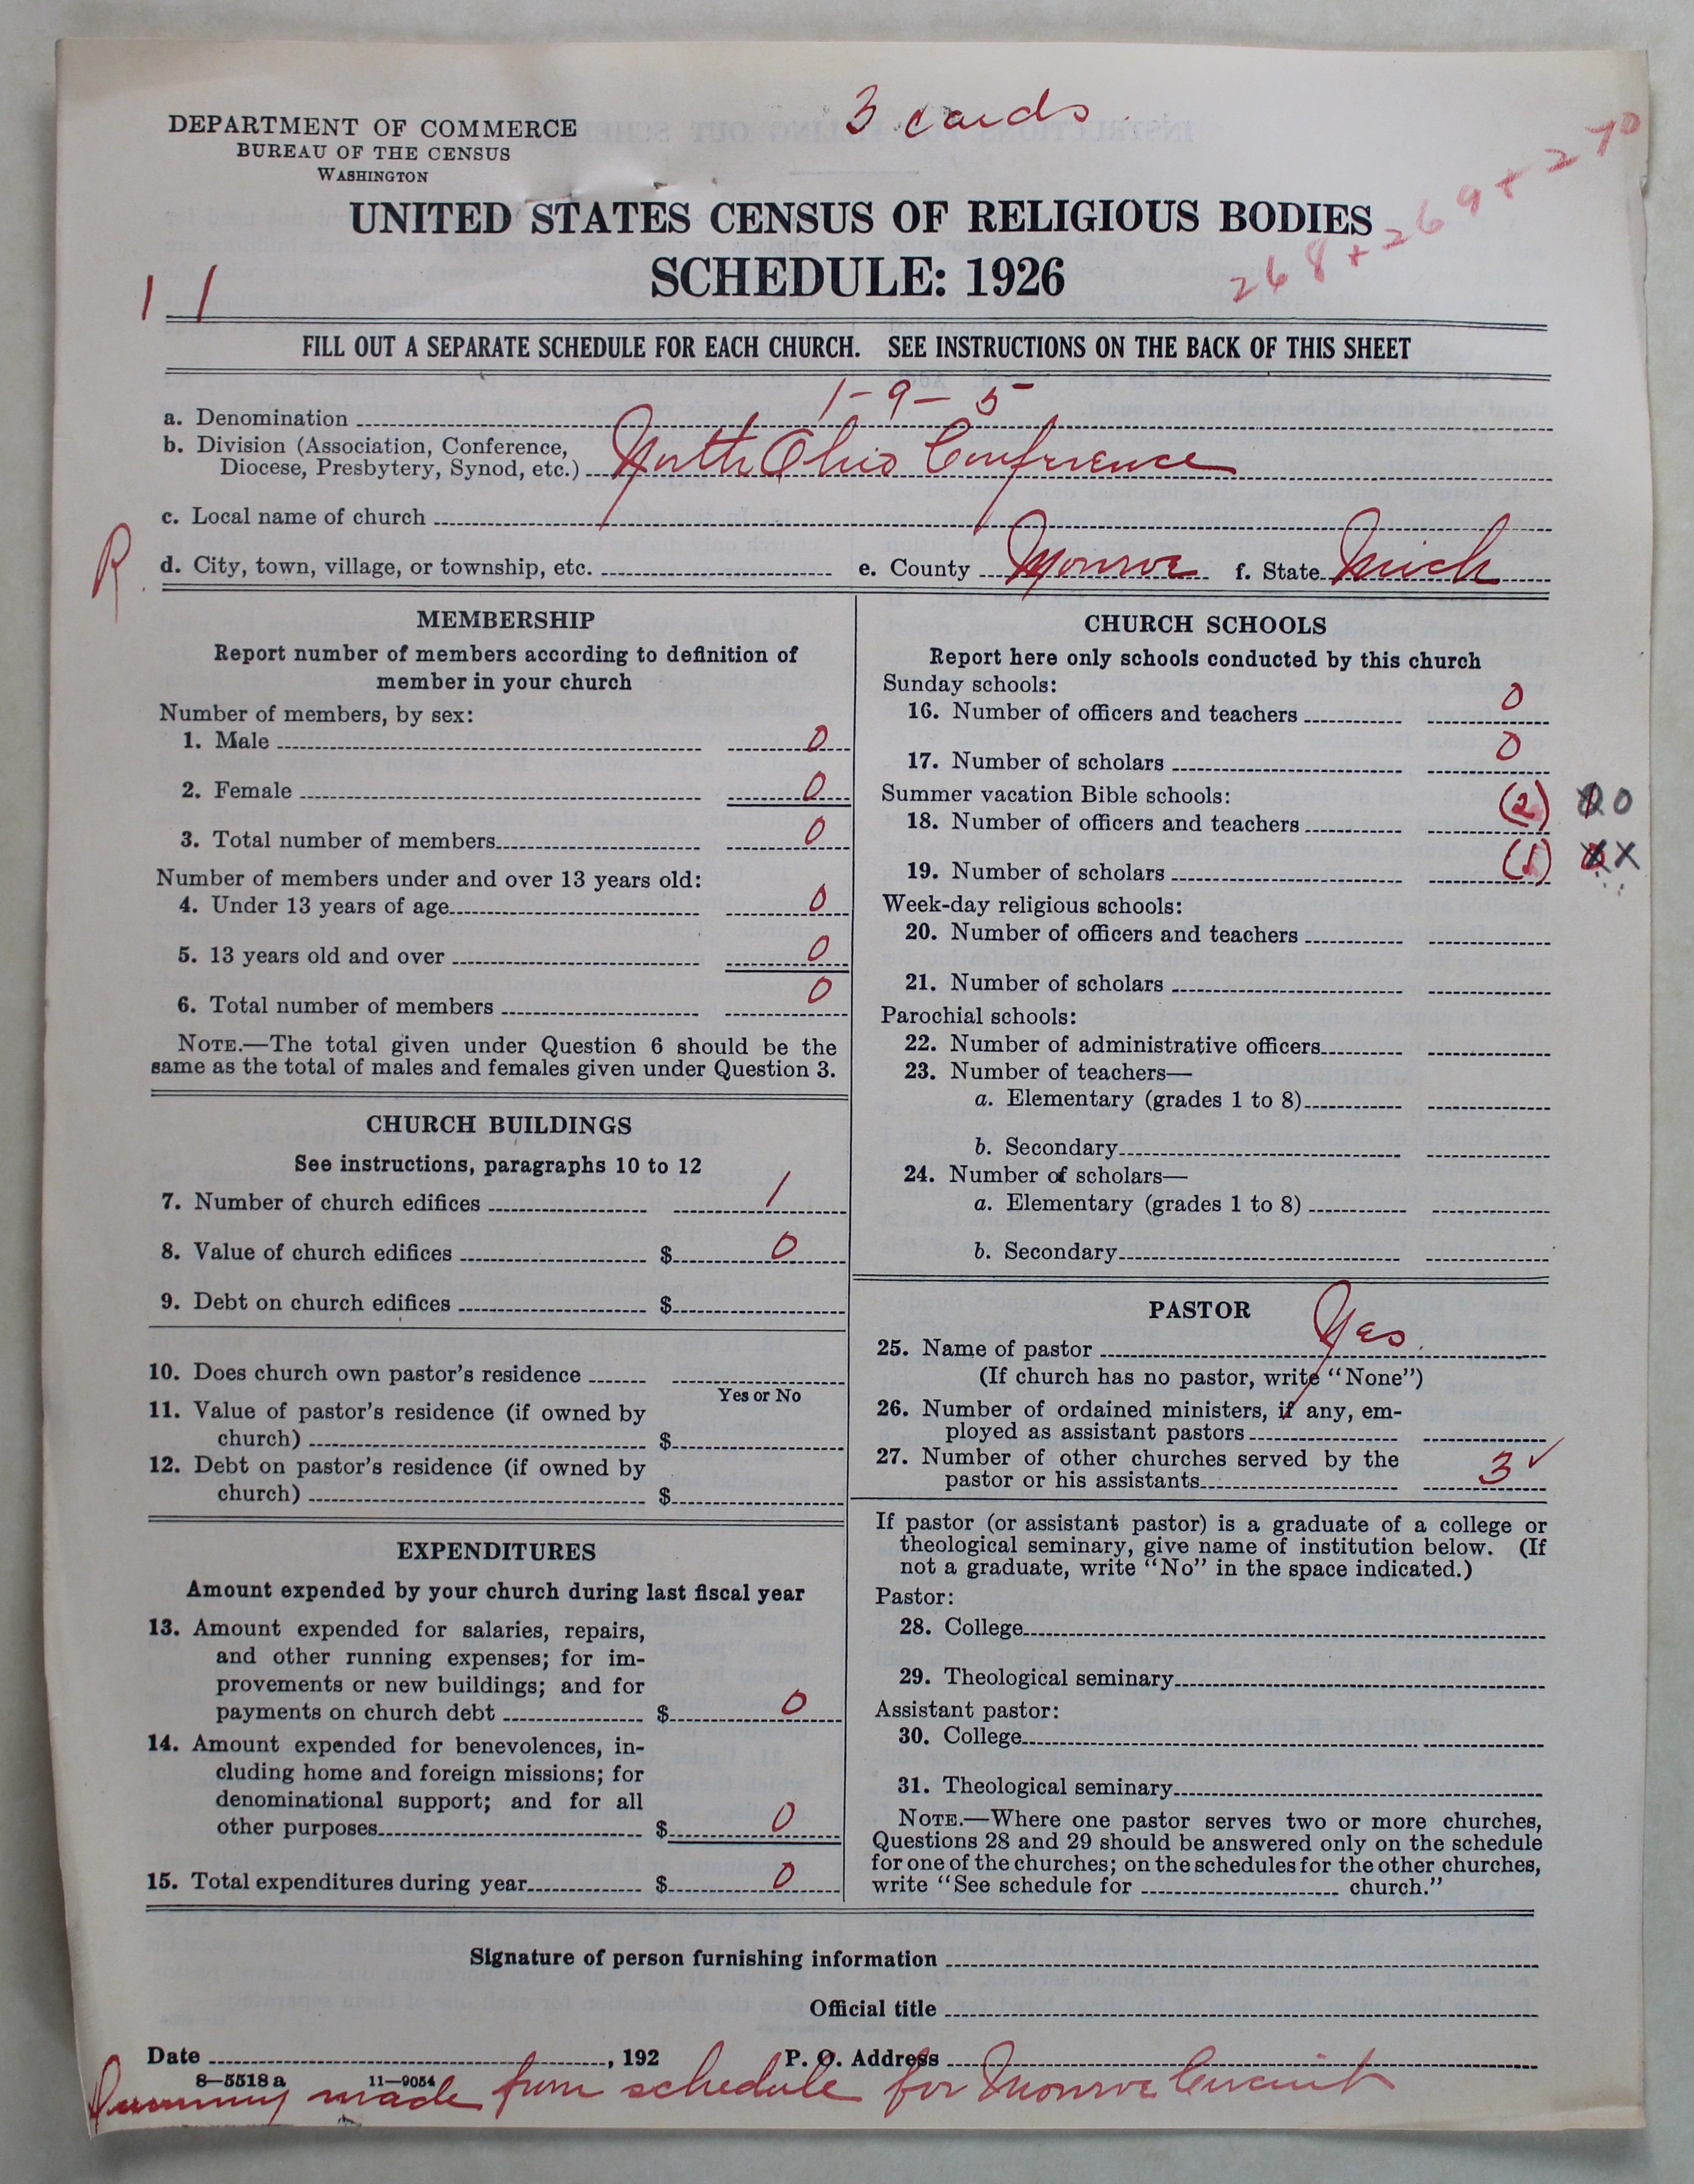 3 cards
DEPARTMENT OF COMMERCE
BUREAU OF THE CENSUS
WASHINGTON
268 + 269 + 270
UNITED STATES CENSUS OF RELIGIOUS BODIES
SCHEDULE: 1926
1 /
FILL OUT A SEPARATE SCHEDULE FOR EACH CHURCH. SEE INSTRUCTIONS ON THE BACK OF THIS SHEET
a. Denomination 1-9-5
b. Division (Association, Conference,
Diocese, Presbytery, Synod, etc.) North Ohio Conference
c. Local name of church
R
d. City, town, village, or township, etc. e. County Monroe f. State Mich
MEMBERSHIP
Report number of members according to definition of
member in your church
Number of members, by sex:
1. Male 0
2. Female 0
3. Total number of members 0
Number of members under and over 13 years old:
4. Under 13 years of age 0
5. 13 years old and over 0
6. Total number of members 0
NOTE.—The total given under Question 6 should be the
same as the total of males and females given under Question 3.
CHURCH BUILDINGS
See instructions, paragraphs 10 to 12
7. Number of church edifices 1
8. Value of church edifices $ 0
9. Debt on church edifices $
10. Does church own pastor's residence
Yes or No
11. Value of pastor's residence (if owned by
church) $
12. Debt on pastor's residence (if owned by
church) $
EXPENDITURES
Amount expended by your church during last fiscal year
13. Amount expended for salaries, repairs,
and other running expenses; for im-
provements or new buildings; and for
payments on church debt $ 0
14. Amount expended for benevolences, in-
cluding home and foreign missions; for
denominational support; and for all
other purposes $ 0
15. Total expenditures during year $ 0
CHURCH SCHOOLS
Report here only schools conducted by this church
Sunday schools:
16. Number of officers and teachers 0
17. Number of scholars 0
Summer vacation Bible schools:
18. Number of officers and teachers (2) 0
19. Number of scholars (1) X
Week-day religious schools:
20. Number of officers and teachers
21. Number of scholars
Parochial schools:
22. Number of administrative officers
23. Number of teachers—
a. Elementary (grades 1 to 8)
b. Secondary
24. Number of scholars—
a. Elementary (grades 1 to 8)
b. Secondary
PASTOR
25. Name of pastor Yes
(If church has no pastor, write "None")
26. Number of ordained ministers, if any, em-
ployed as assistant pastors
27. Number of other churches served by the
pastor or his assistants 3 ✓
If pastor (or assistant pastor) is a graduate of a college or
theological seminary, give name of institution below. (If
not a graduate, write "No" in the space indicated.)
Pastor:
28. College
29. Theological seminary
Assistant pastor:
30. College
31. Theological seminary
NOTE.—Where one pastor serves two or more churches,
Questions 28 and 29 should be answered only on the schedule
for one of the churches; on the schedules for the other churches,
write "See schedule for church."
Signature of person furnishing information
Official title
Date , 192 P. O. Address
8—5518 a 11—9054
Dummy made from schedule for Monroe Circuit